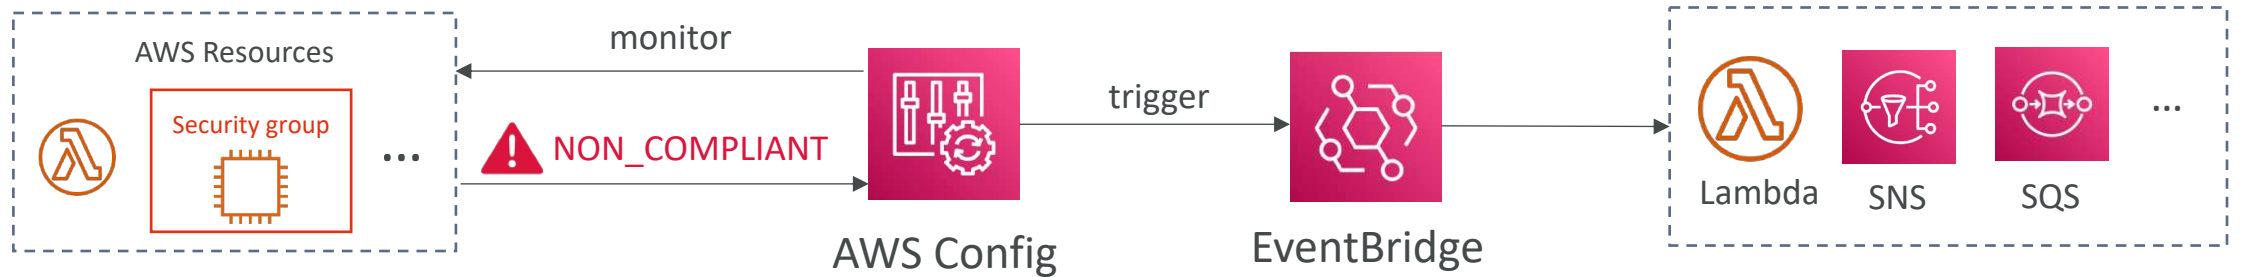 AWS Resources
Security group
...
monitor
NON_COMPLIANT
AWS Config
trigger
EventBridge
Lambda
SNS
SQS
...